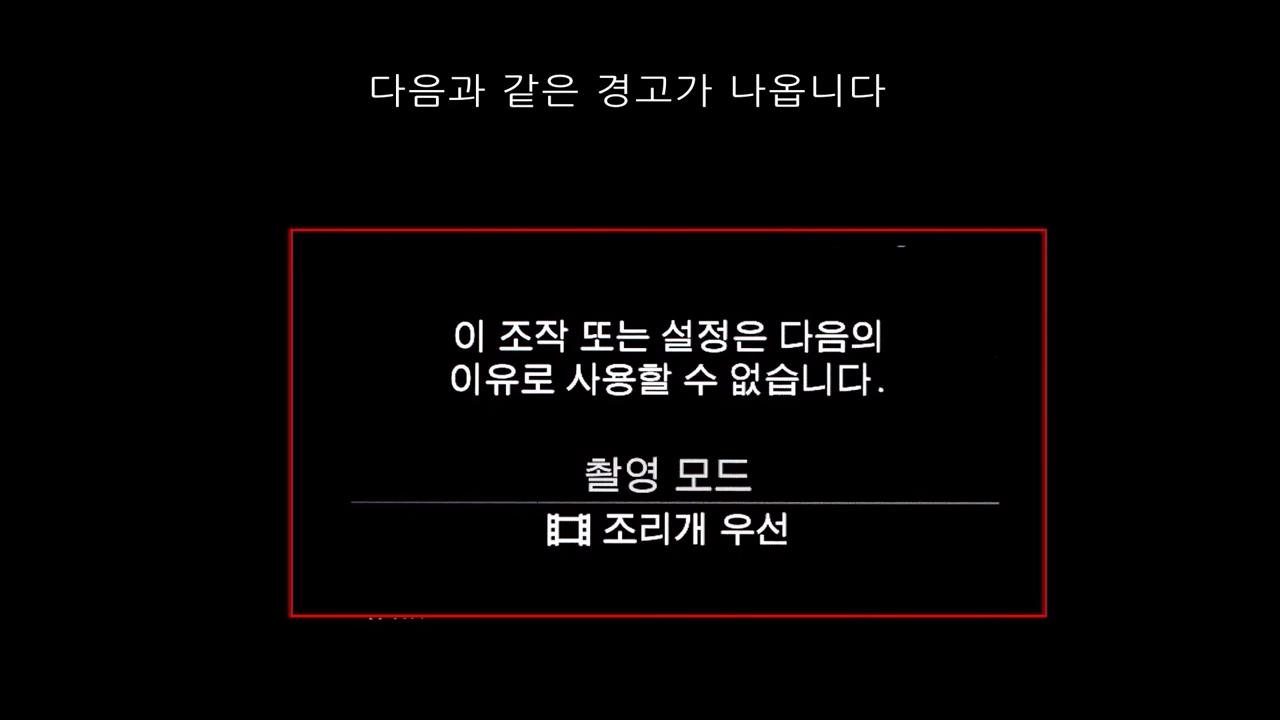 다음과 같은 경고가 나옵니다
이 조작 또는 설정은 다음의
이유로 사용할 수 없습니다.
촬영 모드
조리개 우선